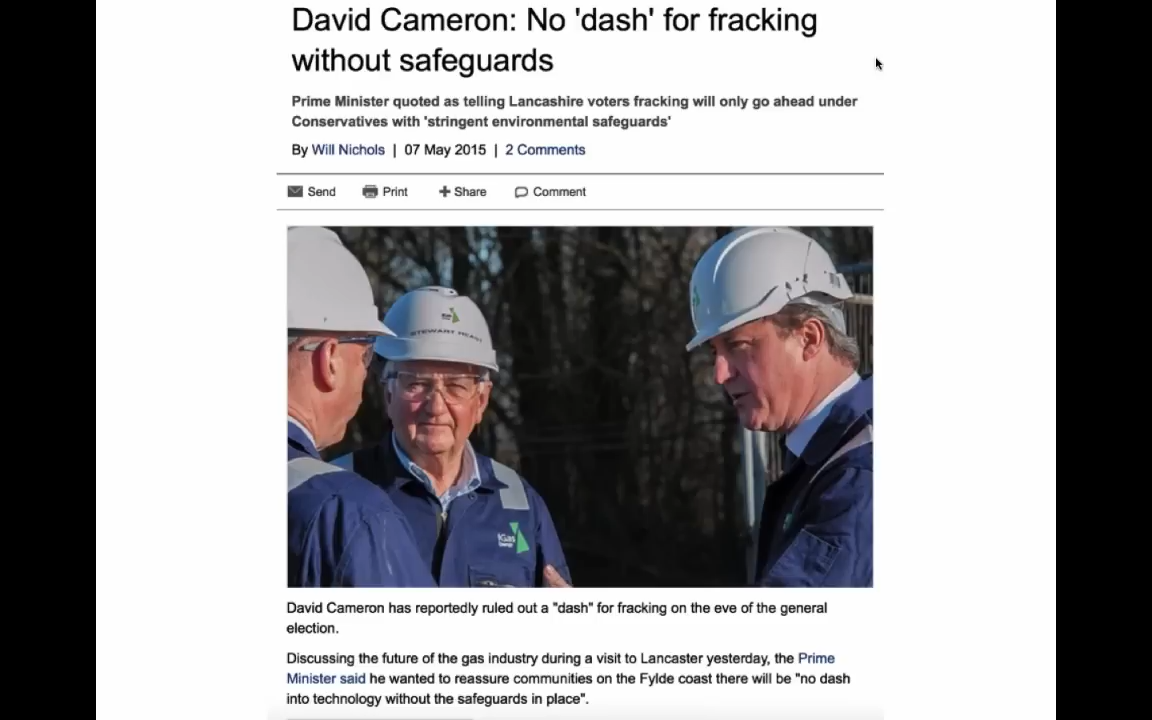 David Cameron: No 'dash' for fracking
without safeguards
Prime Minister quoted as telling Lancashire voters fracking will only go ahead under
Conservatives with 'stringent environmental safeguards'
By Will Nichols | 07 May 2015 | 2 Comments
Send Print Share Comment
STEWART
iGas
Energy
David Cameron has reportedly ruled out a "dash" for fracking on the eve of the general
election.
Discussing the future of the gas industry during a visit to Lancaster yesterday, the Prime
Minister said he wanted to reassure communities on the Fylde coast there will be "no dash
into technology without the safeguards in place".